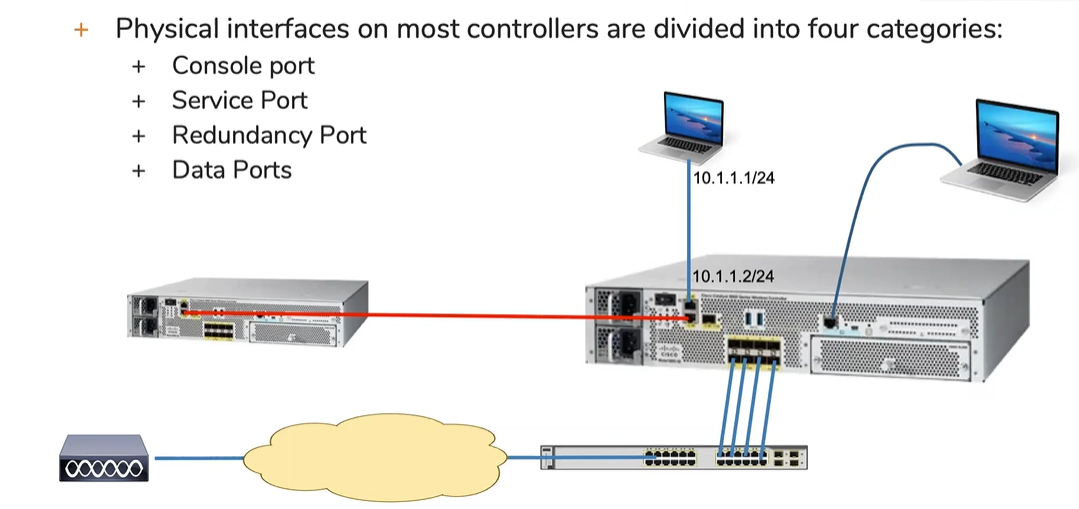 + Physical interfaces on most controllers are divided into four categories:
+ Console port
+ Service Port
+ Redundancy Port
+ Data Ports
10.1.1.1/24
10.1.1.2/24
CISCO